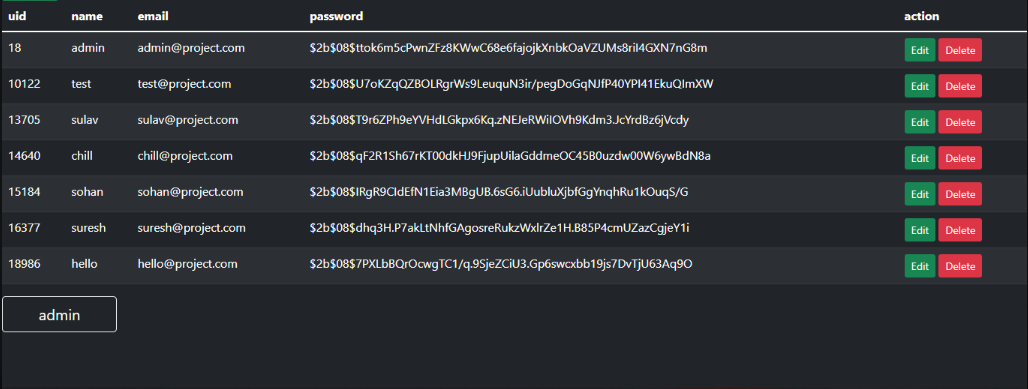 uid name email password action
18 admin admin@project.com $2b$08$ttok6m5cPwnZFz8KWwC68e6fajojkXnbkOaVZUMs8ril4GXN7nG8m Edit Delete
10122 test test@project.com $2b$08$U7oKZqQZBOLRgrWs9LeuquN3ir/pegDoGqNJfP40YPI41EkuQImXW Edit Delete
13705 sulav sulav@project.com $2b$08$T9r6ZPh9eYVHdLGkpx6Kq.zNEJeRWiIOVh9Kdm3.JcYrdBz6jVcdy Edit Delete
14640 chill chill@project.com $2b$08$qF2R1Sh67rKT00dkHJ9FjupUilaGddmeOC45B0uzdw00W6ywBdN8a Edit Delete
15184 sohan sohan@project.com $2b$08$IRgR9CIdEfN1Eia3MBgUB.6sG6.iUubluXjbfGgYnqhRu1kOuqS/G Edit Delete
16377 suresh suresh@project.com $2b$08$dhq3H.P7akLtNhfGAgosreRukzWxlrZe1H.B85P4cmUZazCgjeY1i Edit Delete
18986 hello hello@project.com $2b$08$7PXLbBQrOcwgTC1/q.9SjeZCiU3.Gp6swcxbb19js7DvTjU63Aq9O Edit Delete
admin